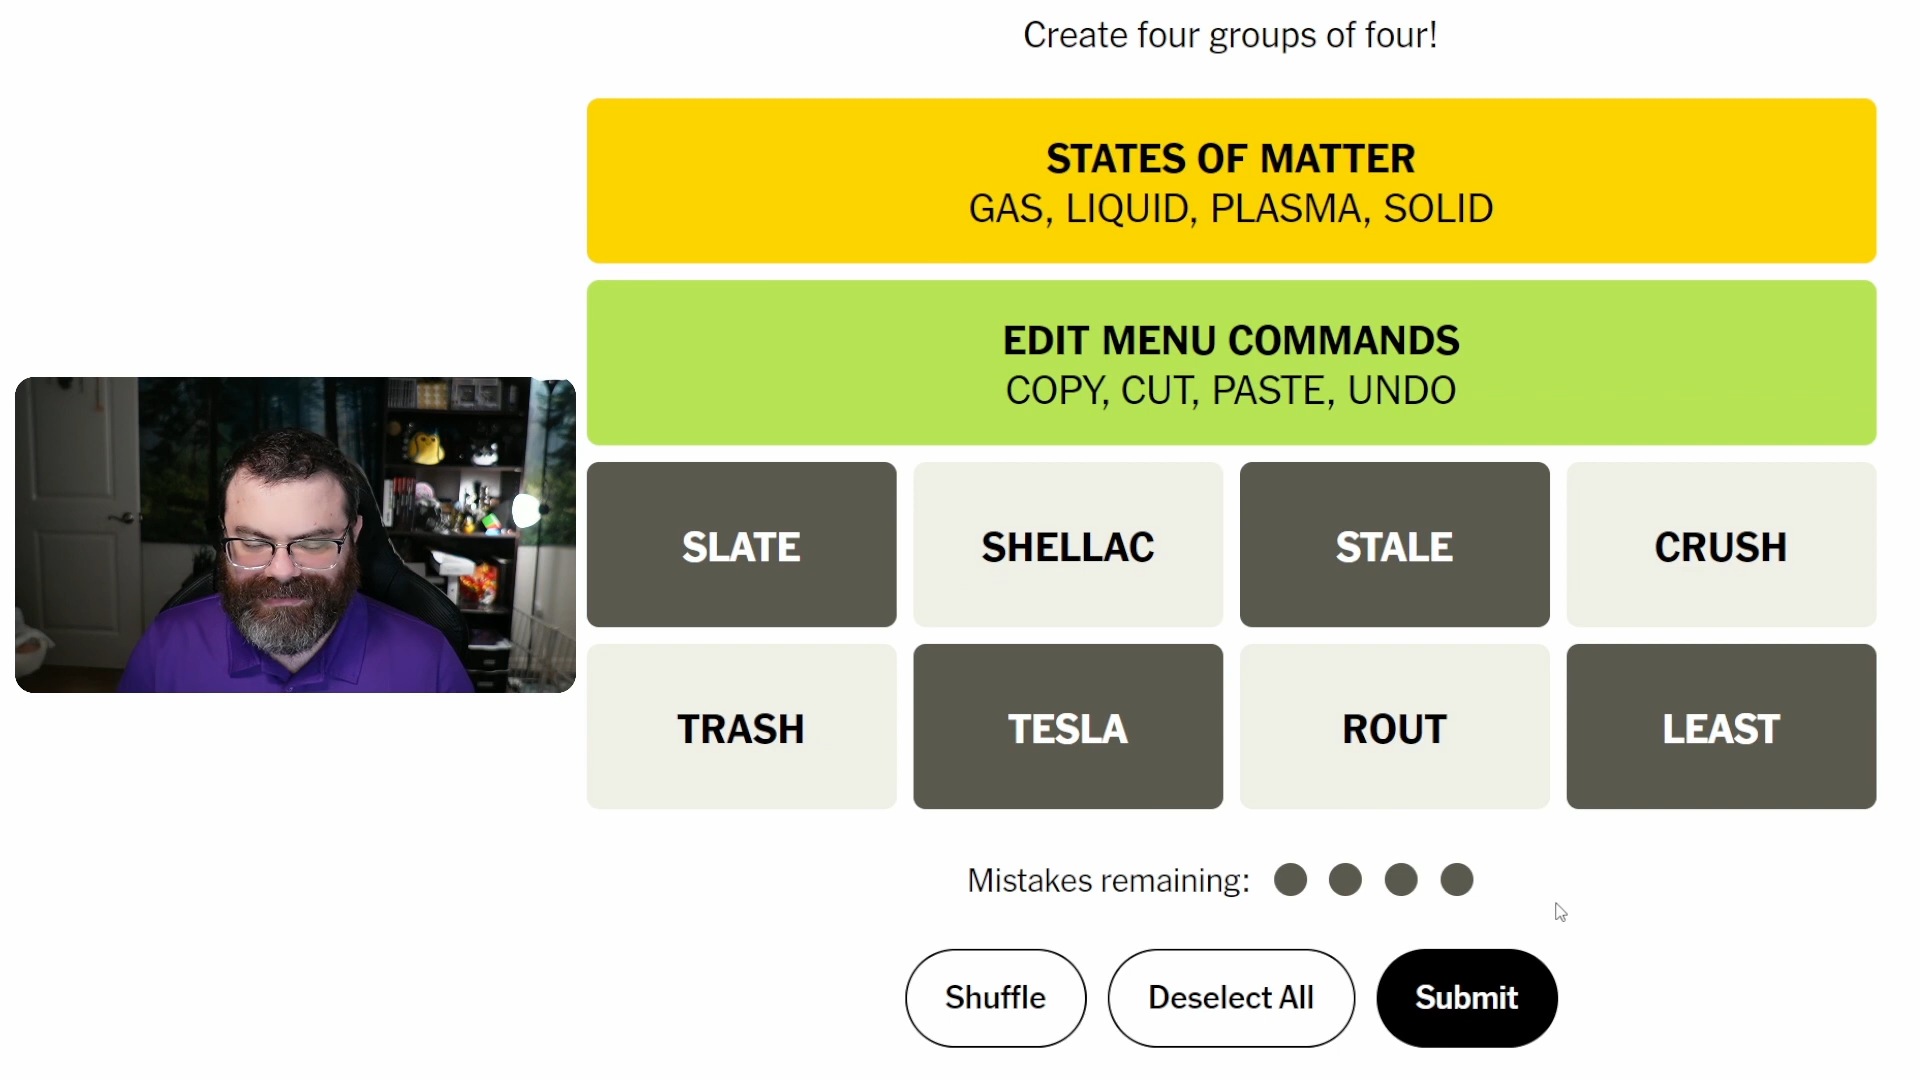 Create four groups of four!
STATES OF MATTER
GAS, LIQUID, PLASMA, SOLID
EDIT MENU COMMANDS
COPY, CUT, PASTE, UNDO
SLATE SHELLAC STALE CRUSH
TRASH TESLA ROUT LEAST
Mistakes remaining:
Shuffle Deselect All Submit